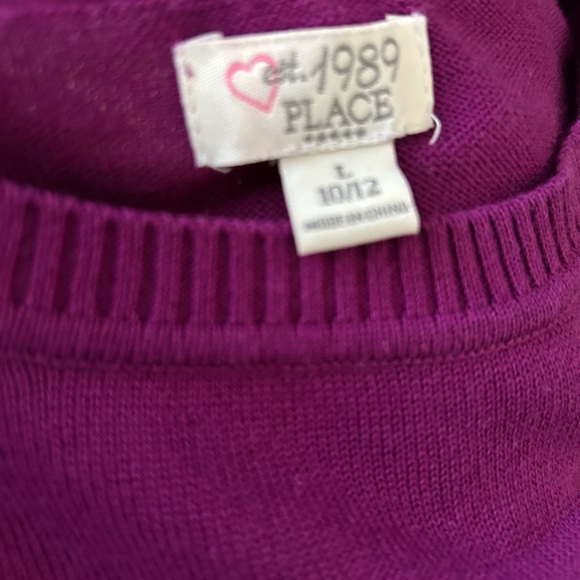 est. 1989
PLACE
L
10/12
MADE IN CHINA